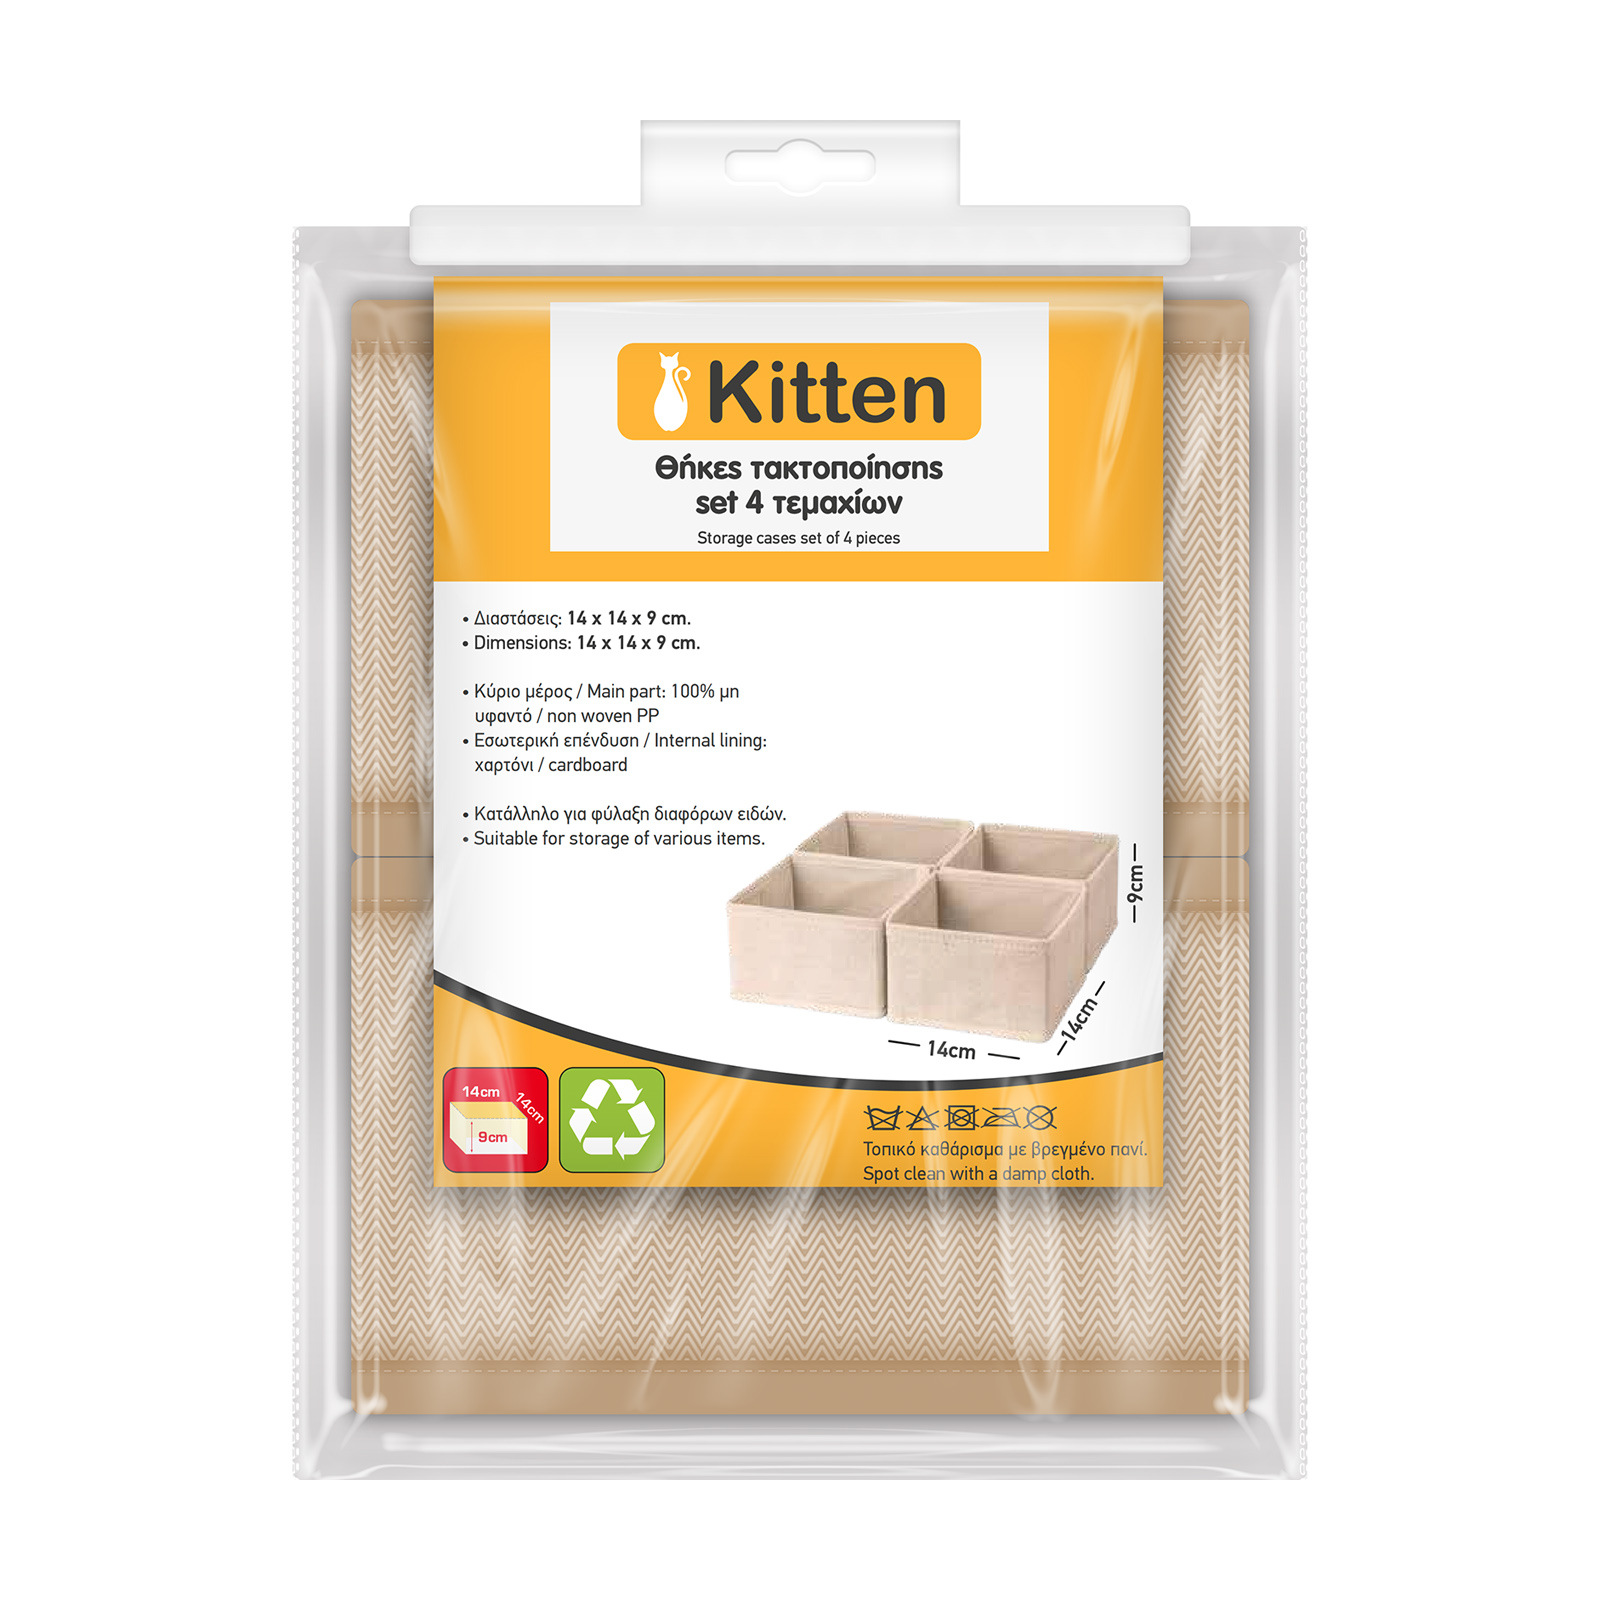 Kitten
Θήκες τακτοποίησης
set 4 τεμαχίων
Storage cases set of 4 pieces
• Διαστάσεις: 14 x 14 x 9 cm.
• Dimensions: 14 x 14 x 9 cm.
• Κύριο μέρος / Main part: 100% μη
υφαντό / non woven PP
• Εσωτερική επένδυση / Internal lining:
χαρτόνι / cardboard
• Κατάλληλο για φύλαξη διαφόρων ειδών.
• Suitable for storage of various items.
9cm
14cm
14cm
14cm
14cm
9cm
Τοπικό καθάρισμα με βρεγμένο πανί.
Spot clean with a damp cloth.